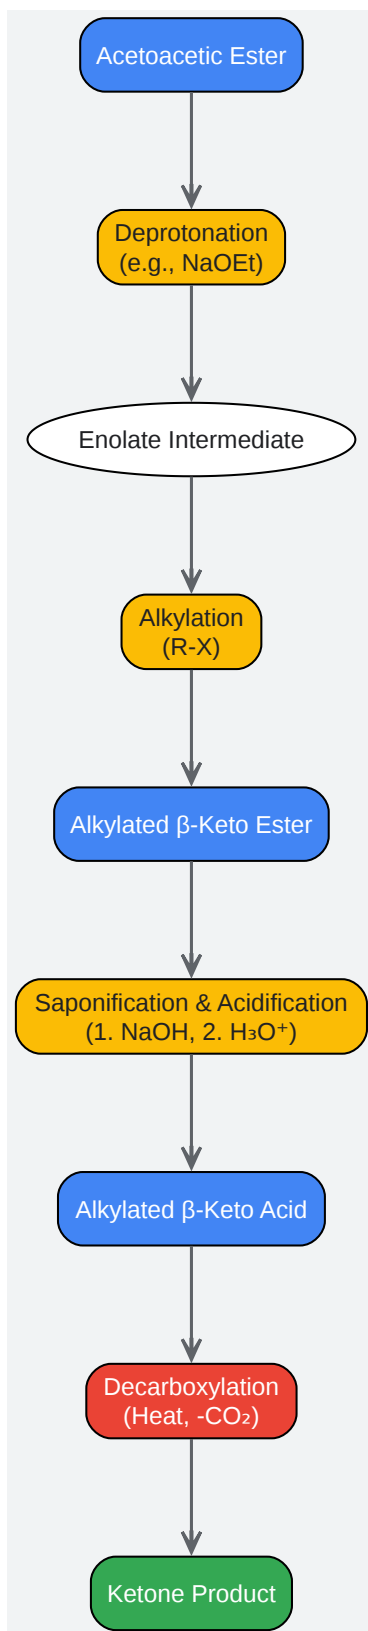 Acetoacetic Ester
Deprotonation
(e.g., NaOEt)
Enolate Intermediate
Alkylation
(R-X)
Alkylated β-Keto Ester
Saponification & Acidification
(1. NaOH, 2. H₃O⁺)
Alkylated β-Keto Acid
Decarboxylation
(Heat, -CO₂)
Ketone Product